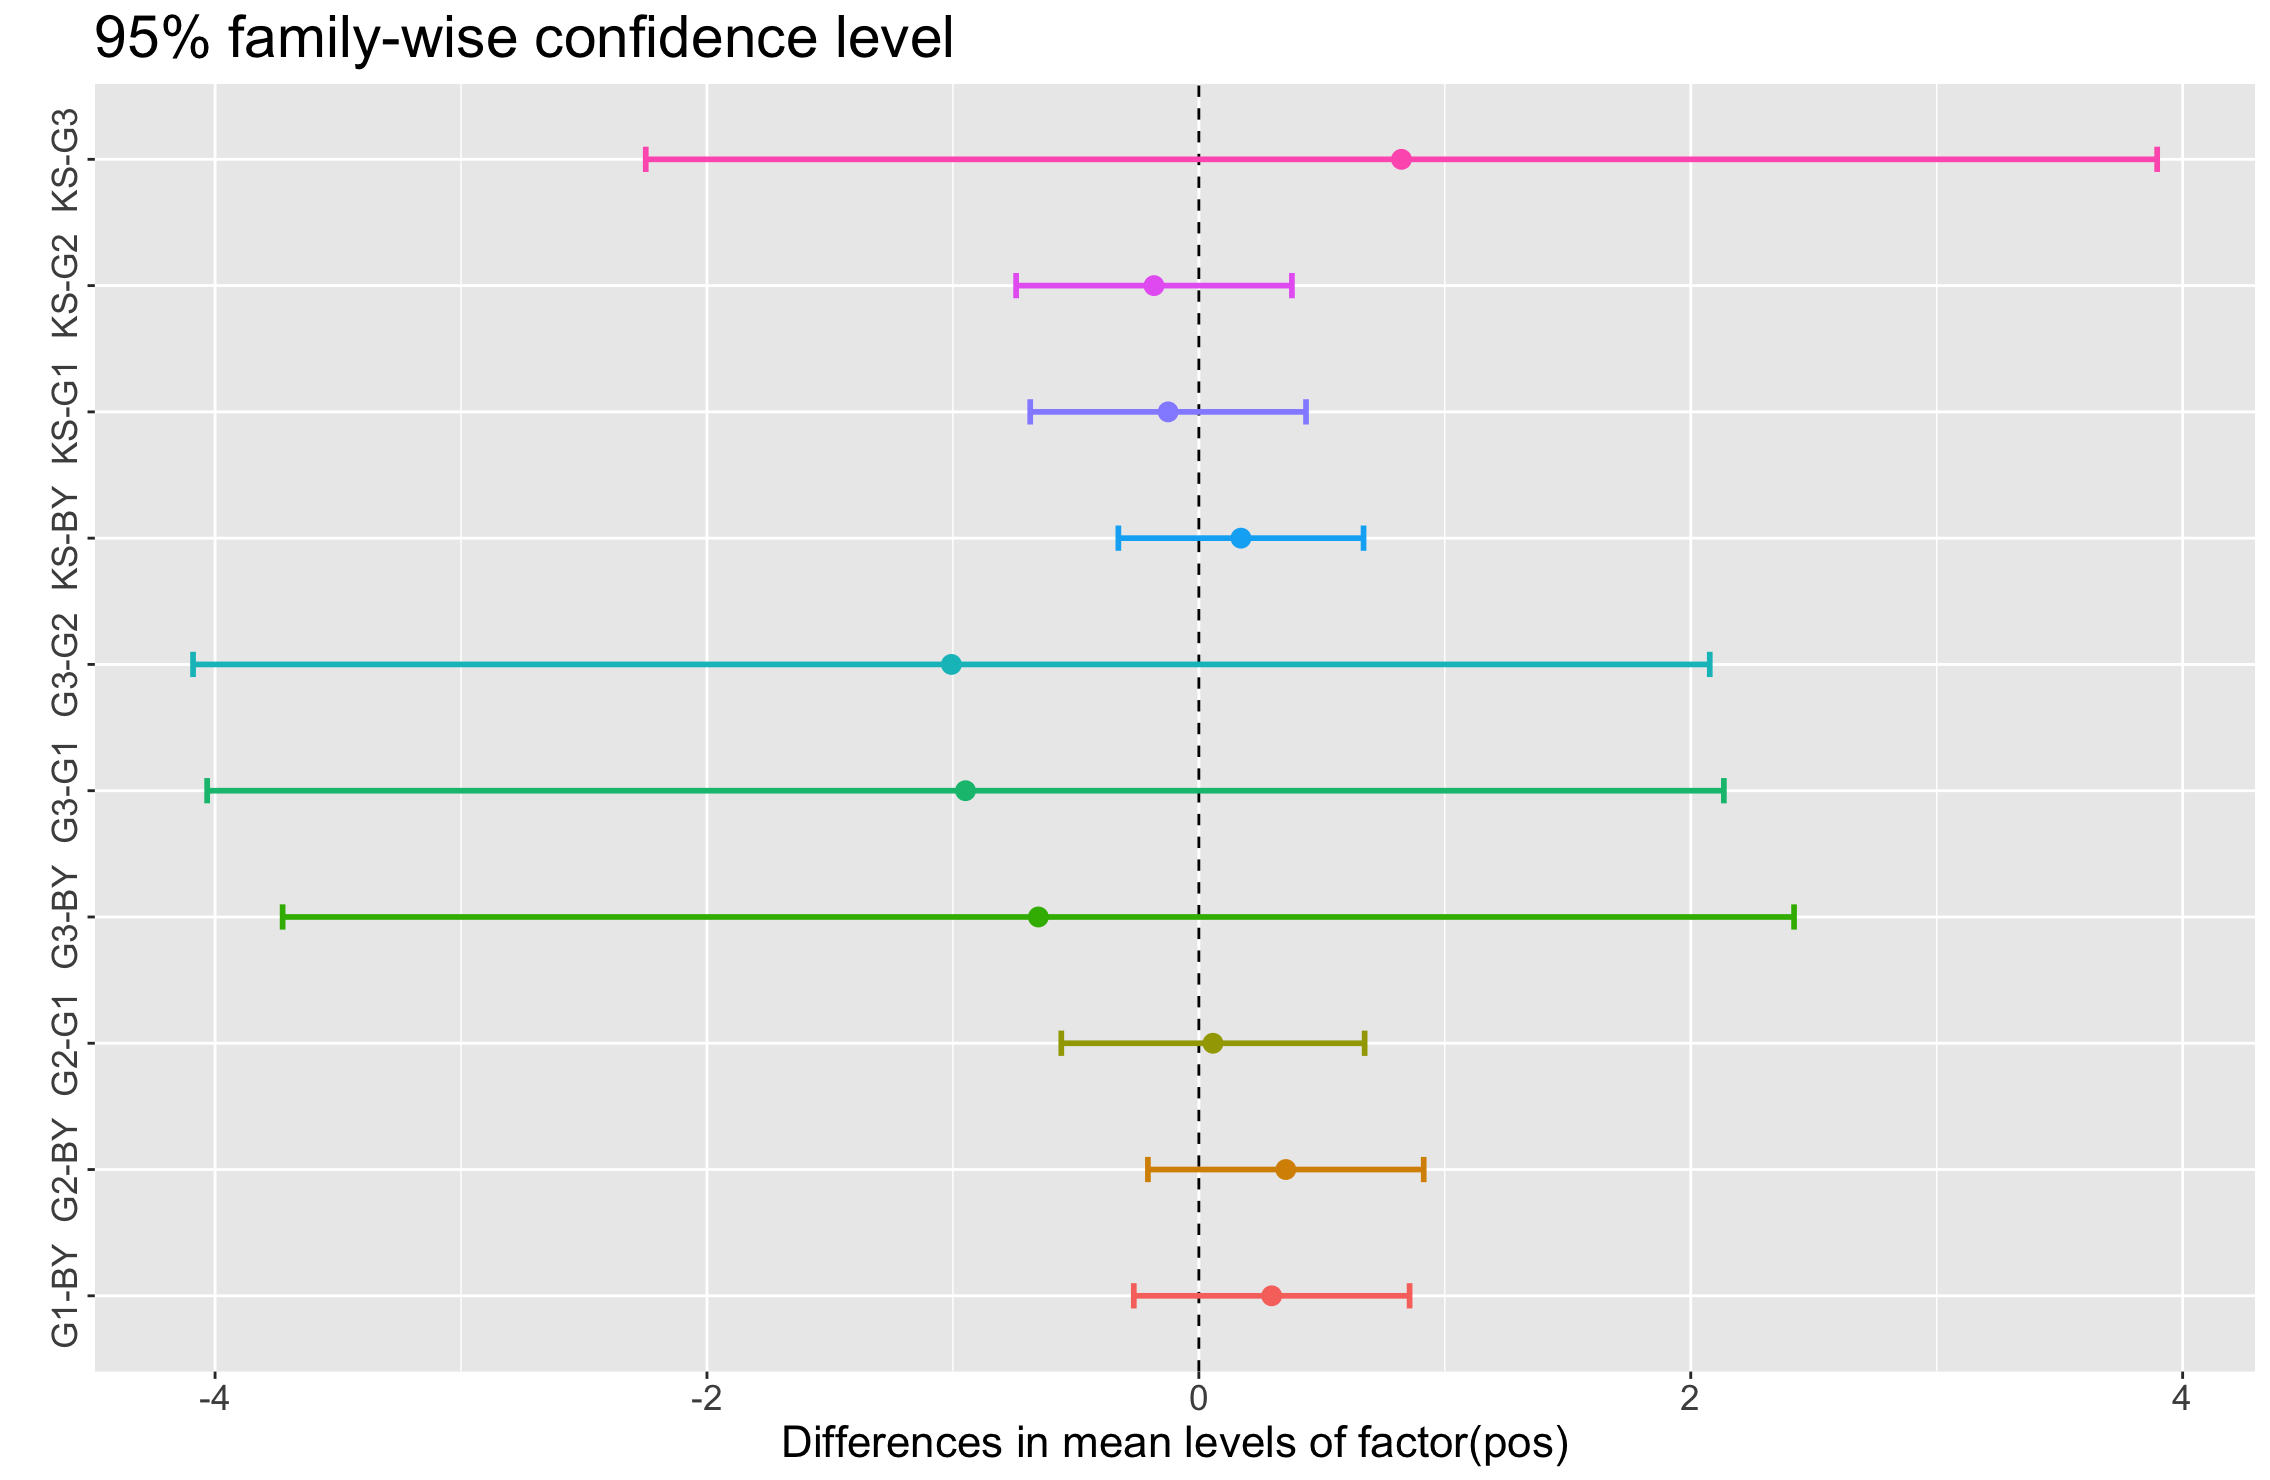 95% family-wise confidence level
KS-G3
KS-G2
KS-G1
KS-BY
G3-G2
G3-G1
G3-BY
G2-G1
G2-BY
G1-BY
-4 -2 0 2 4
Differences in mean levels of factor(pos)